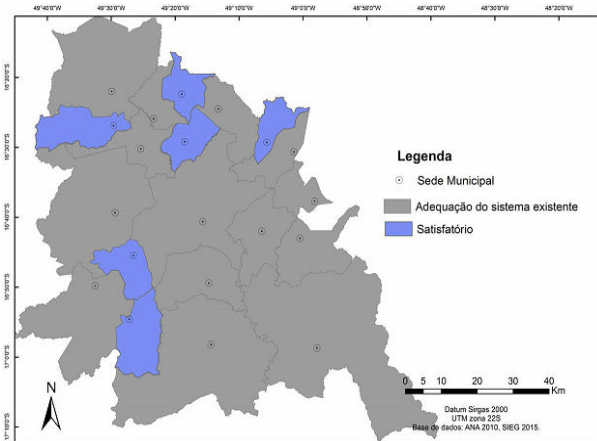 49°40'0"W 49°30'0"W 49°20'0"W 49°10'0"W 49°0'0"W 48°50'0"W 48°40'0"W 48°30'0"W 48°20'0"W
16°20'0"S
16°30'0"S
16°40'0"S
16°50'0"S
17°0'0"S
17°10'0"S
Legenda
Sede Municipal
Adequação do sistema existente
Satisfatório
N
0 5 10 20 30 40
Km
Datum Sirgas 2000
UTM zona 22S
Base de dados: ANA 2010, SIEG 2015.